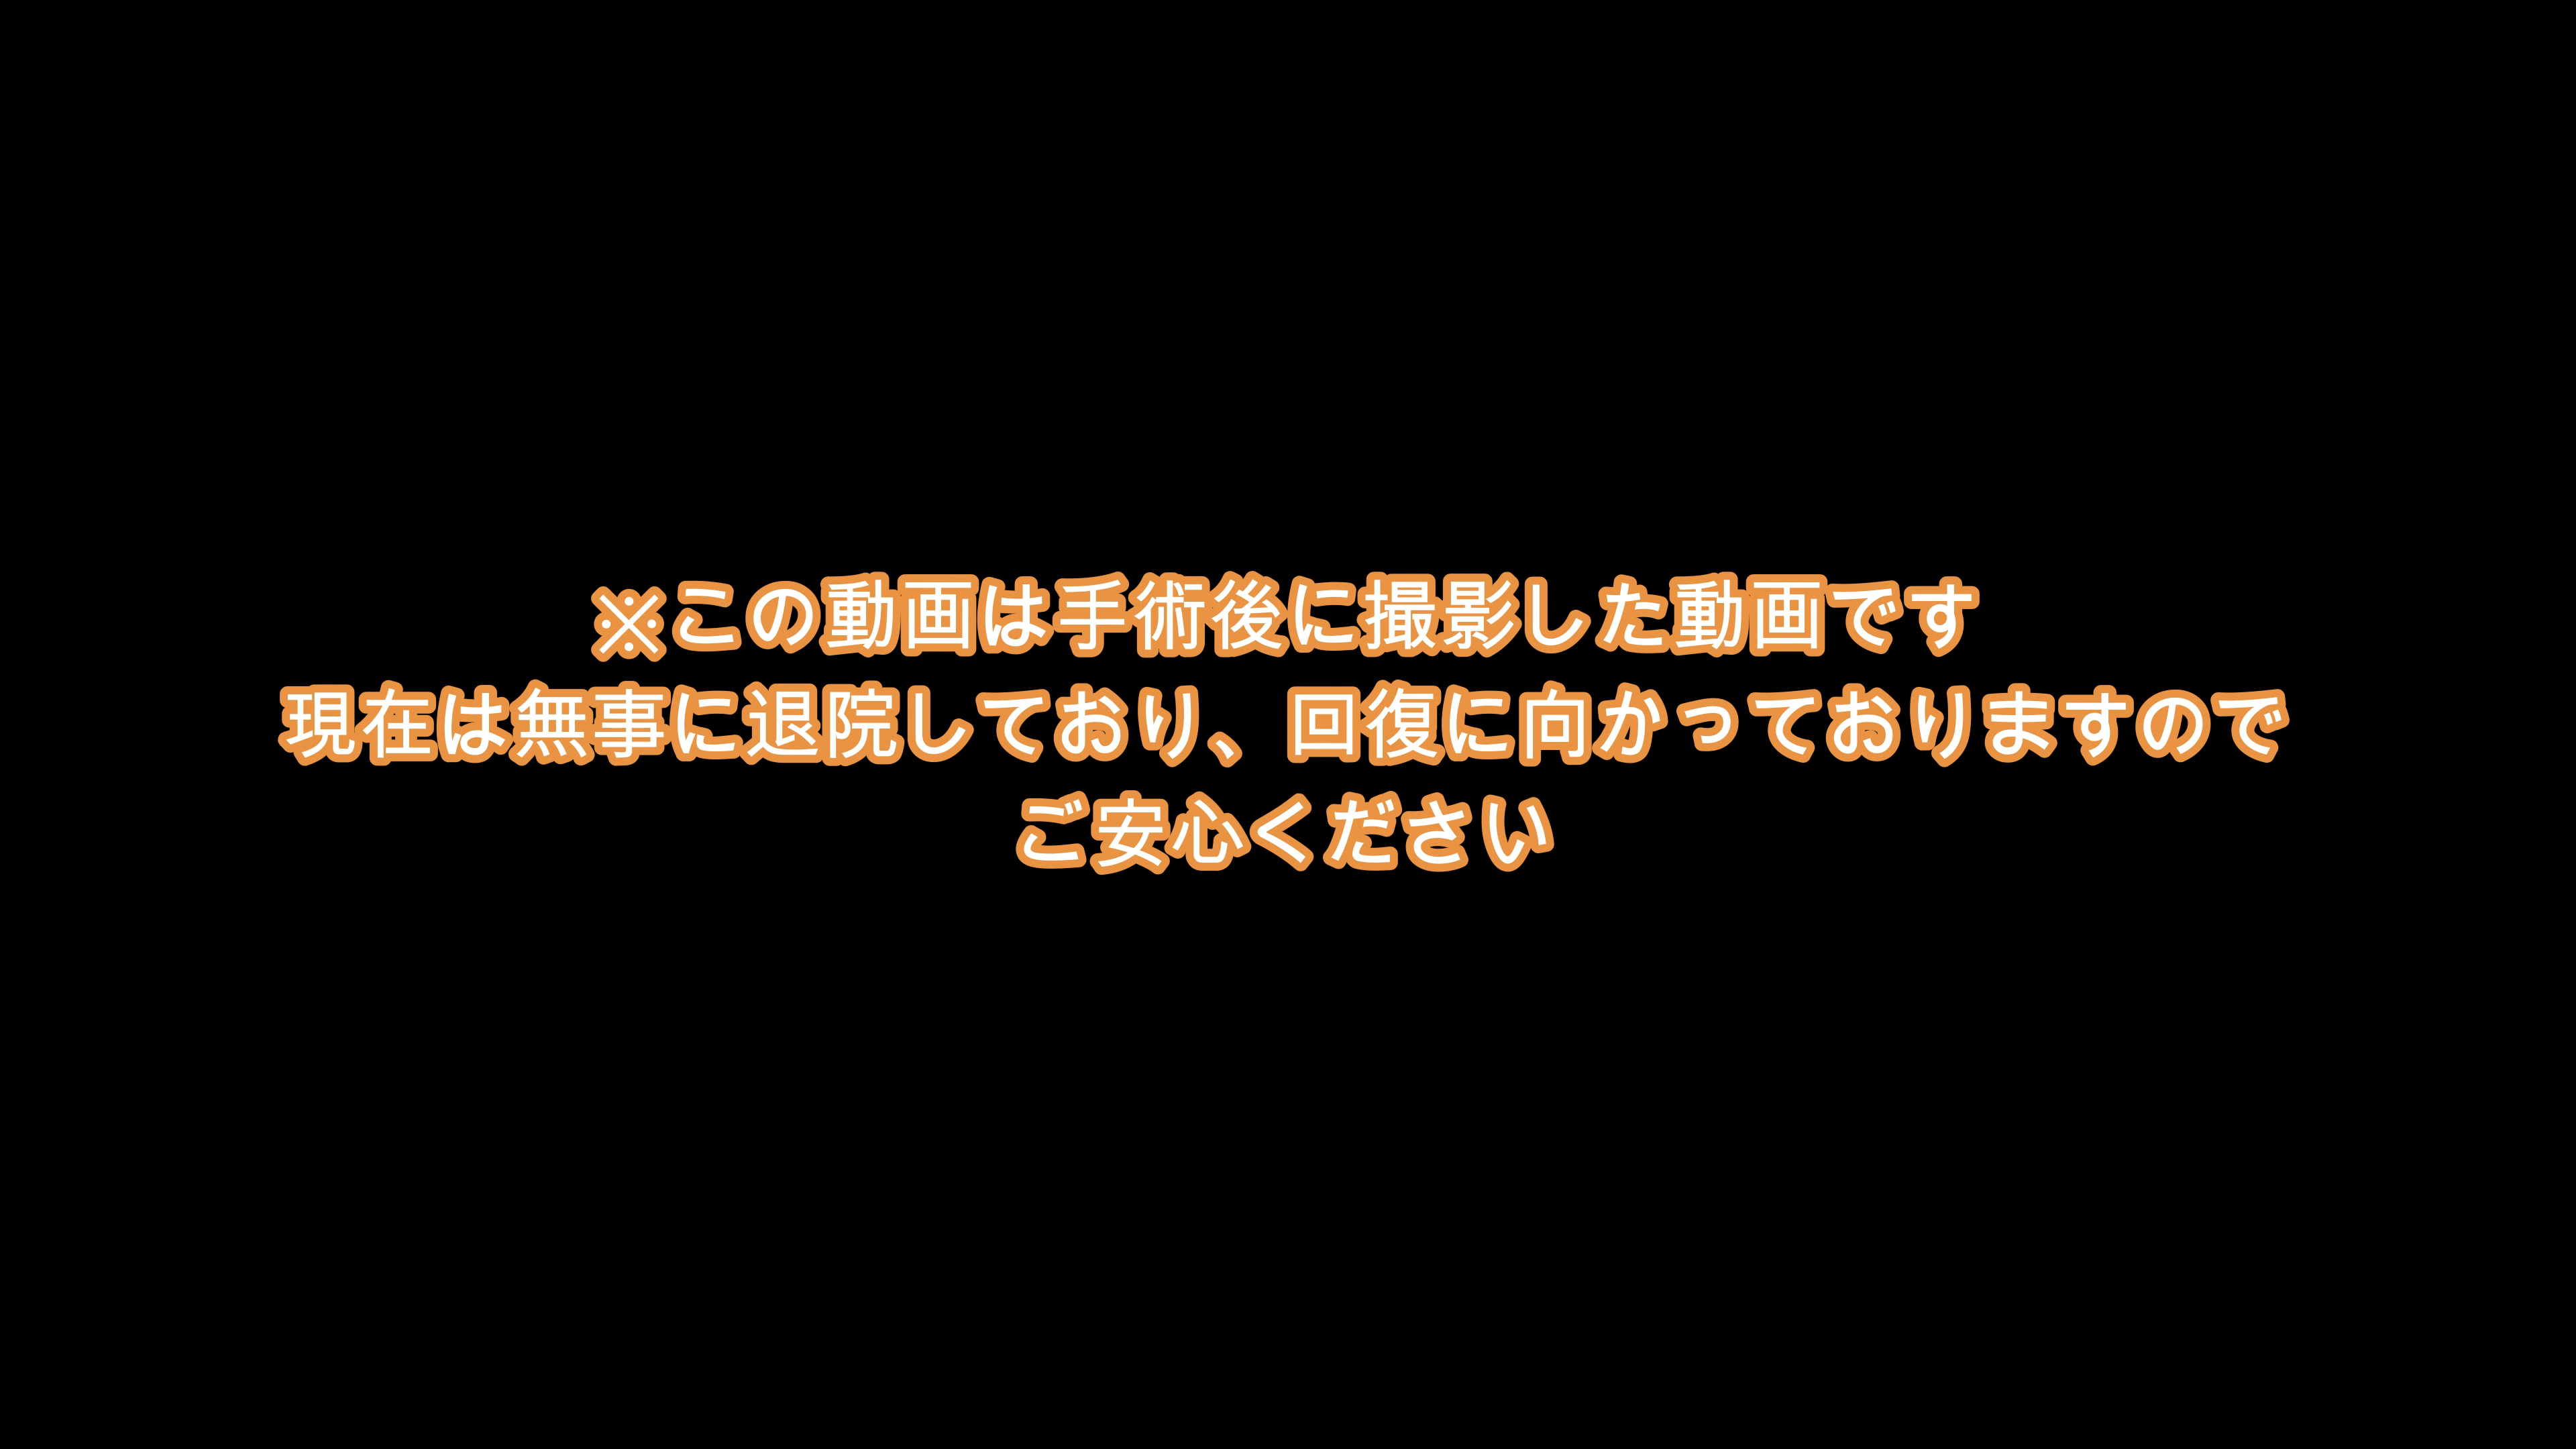 ※この動画は手術後に撮影した動画です
現在は無事に退院しており、回復に向かっておりますので
ご安心ください